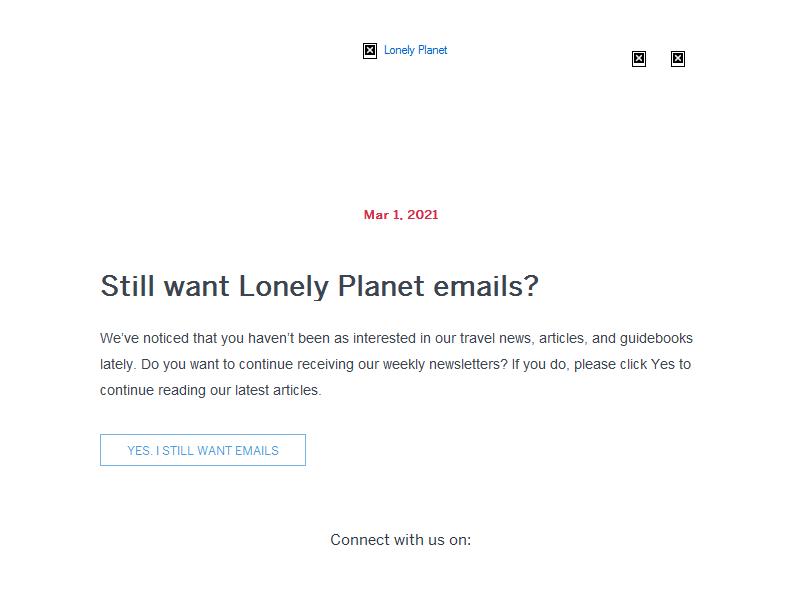 Lonely Planet
Mar 1, 2021
Still want Lonely Planet emails?
We’ve noticed that you haven’t been as interested in our travel news, articles, and guidebooks
lately. Do you want to continue receiving our weekly newsletters? If you do, please click Yes to
continue reading our latest articles.
YES. I STILL WANT EMAILS
Connect with us on: